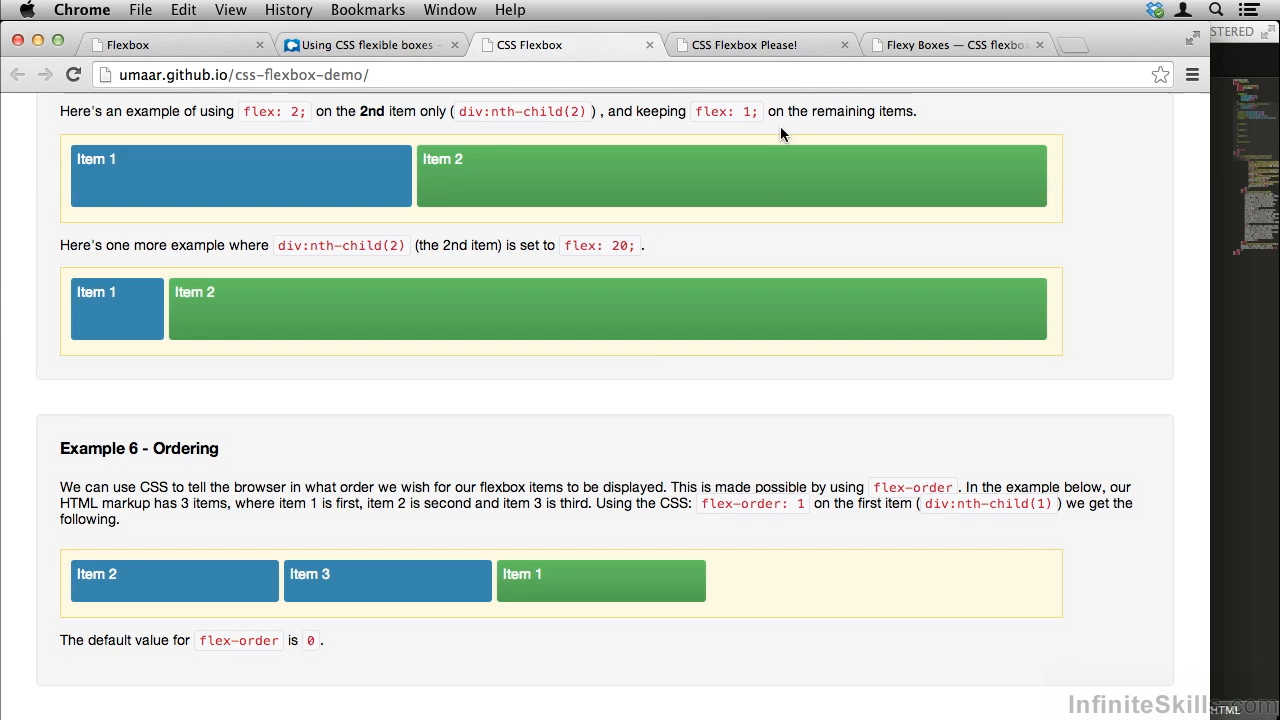 Chrome File Edit View History Bookmarks Window Help
Flexbox
Using CSS flexible boxes
CSS Flexbox
CSS Flexbox Please!
Flexy Boxes — CSS flexbo
STERED
umaar.github.io/css-flexbox-demo/
Here's an example of using flex: 2; on the 2nd item only ( div:nth-child(2) ) , and keeping flex: 1; on the remaining items.
Item 1 Item 2
Here's one more example where div:nth-child(2) (the 2nd item) is set to flex: 20; .
Item 1 Item 2
Example 6 - Ordering
We can use CSS to tell the browser in what order we wish for our flexbox items to be displayed. This is made possible by using flex-order . In the example below, our
HTML markup has 3 items, where item 1 is first, item 2 is second and item 3 is third. Using the CSS: flex-order: 1 on the first item ( div:nth-child(1) ) we get the
following.
Item 2 Item 3 Item 1
The default value for flex-order is 0 .
InfiniteSkills.com
HTML